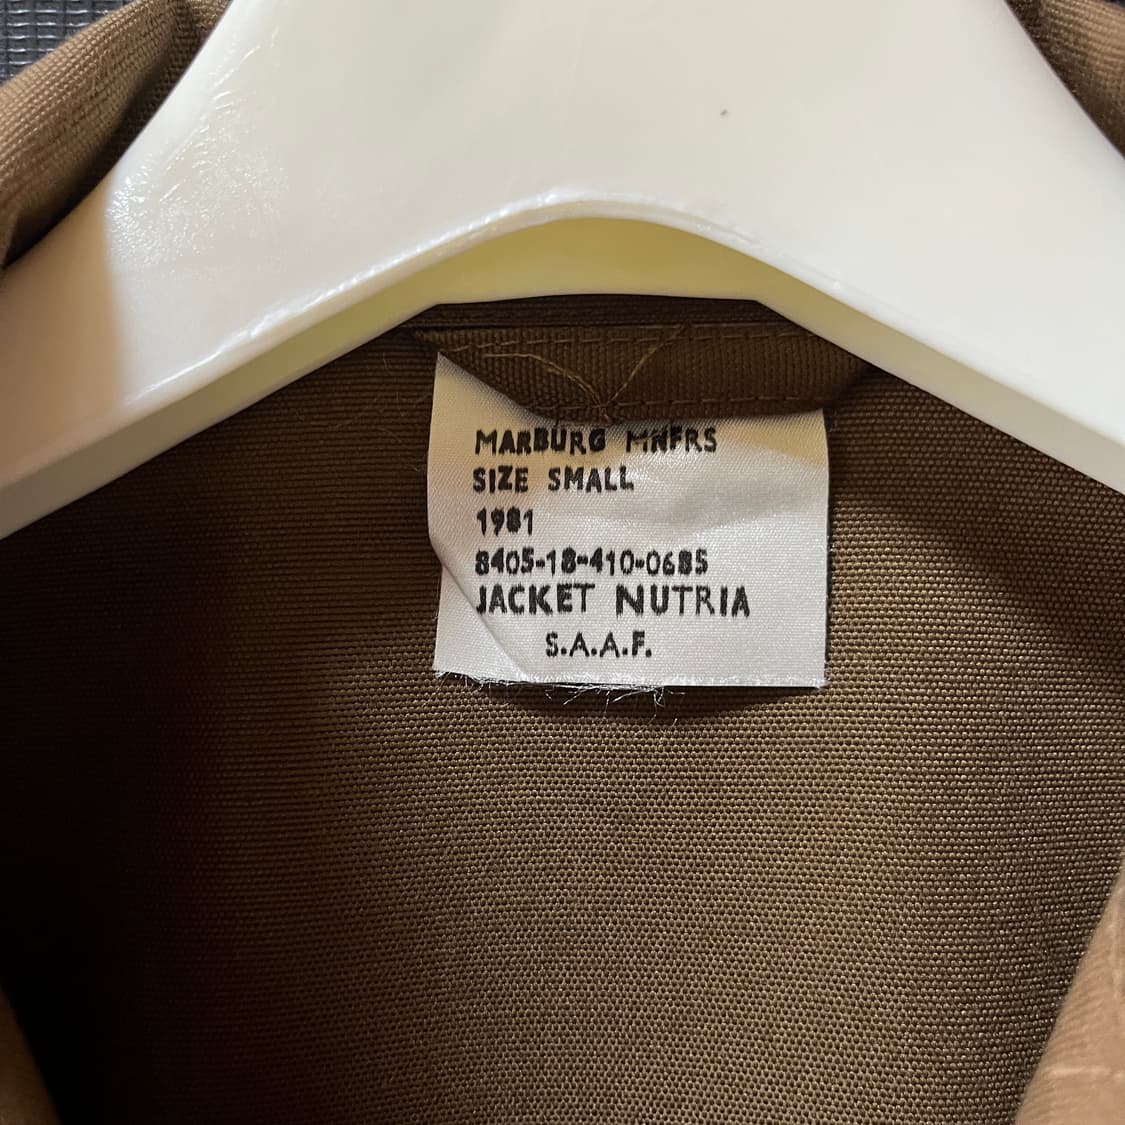 MARBURG MNFRS
SIZE SMALL
1981
8405-18-410-0685
JACKET NUTRIA
S.A.A.F.